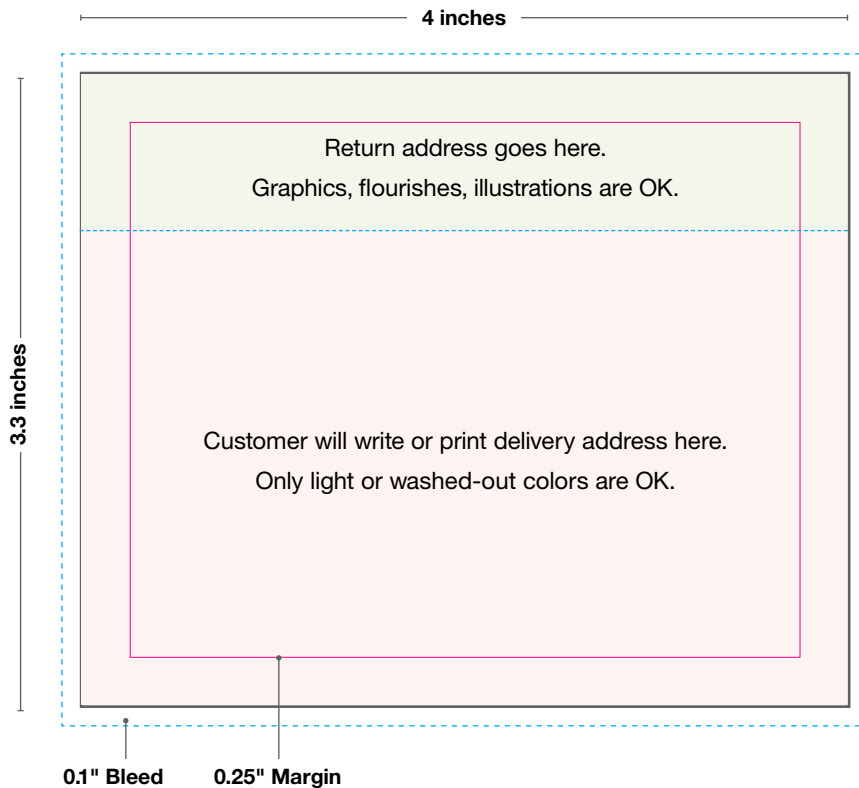 4 inches
Return address goes here.
Graphics, flourishes, illustrations are OK.
3.3 inches
Customer will write or print delivery address here.
Only light or washed-out colors are OK.
0.1" Bleed
0.25" Margin